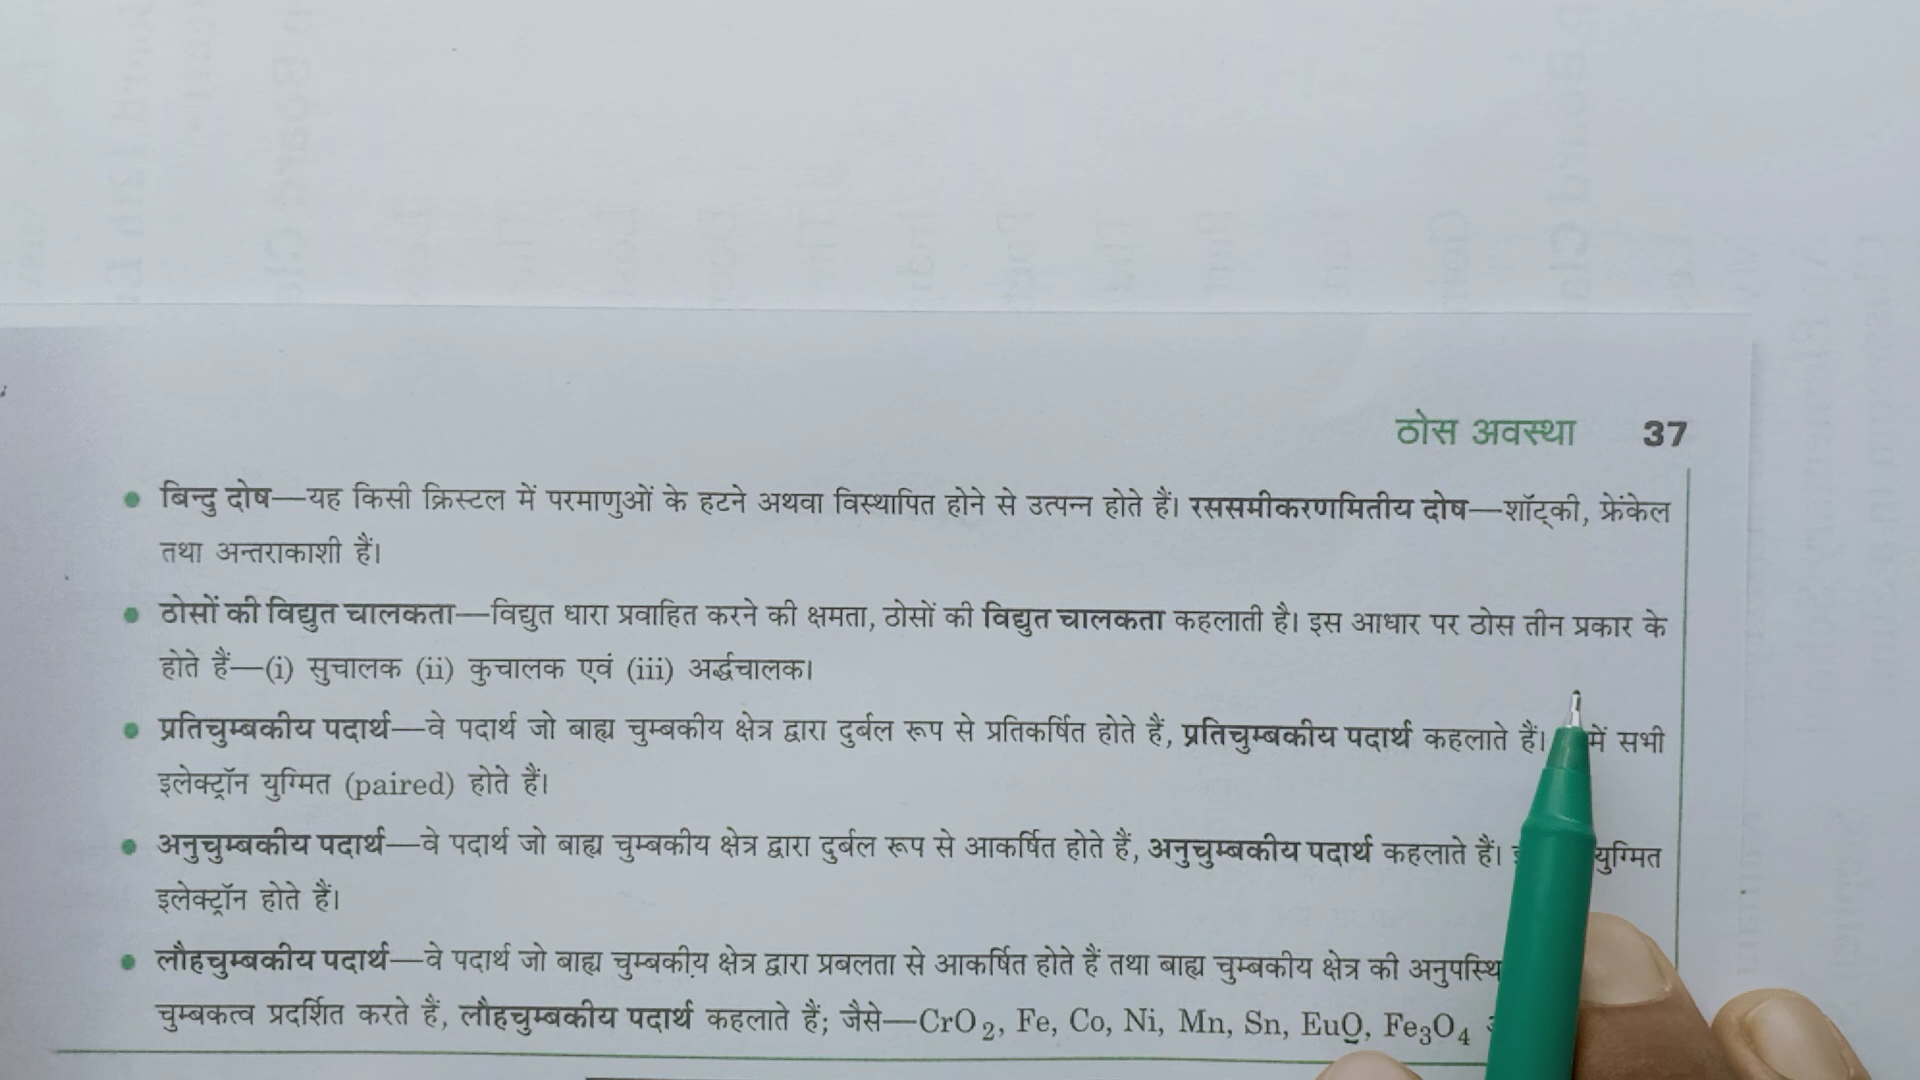 ठोस अवस्था 37
• बिन्दु दोष—यह किसी क्रिस्टल में परमाणुओं के हटने अथवा विस्थापित होने से उत्पन्न होते हैं। रससमीकरणमितीय दोष—शॉट्की, फ्रेंकेल
तथा अन्तराकाशी हैं।
• ठोसों की विद्युत चालकता—विद्युत धारा प्रवाहित करने की क्षमता, ठोसों की विद्युत चालकता कहलाती है। इस आधार पर ठोस तीन प्रकार के
होते हैं—(i) सुचालक (ii) कुचालक एवं (iii) अर्द्धचालक।
• प्रतिचुम्बकीय पदार्थ—वे पदार्थ जो बाह्य चुम्बकीय क्षेत्र द्वारा दुर्बल रूप से प्रतिकर्षित होते हैं, प्रतिचुम्बकीय पदार्थ कहलाते हैं। में सभी
इलेक्ट्रॉन युग्मित (paired) होते हैं।
• अनुचुम्बकीय पदार्थ—वे पदार्थ जो बाह्य चुम्बकीय क्षेत्र द्वारा दुर्बल रूप से आकर्षित होते हैं, अनुचुम्बकीय पदार्थ कहलाते हैं। युग्मित
इलेक्ट्रॉन होते हैं।
• लौहचुम्बकीय पदार्थ—वे पदार्थ जो बाह्य चुम्बकीय क्षेत्र द्वारा प्रबलता से आकर्षित होते हैं तथा बाह्य चुम्बकीय क्षेत्र की
चुम्बकत्व प्रदर्शित करते हैं, लौहचुम्बकीय पदार्थ कहलाते हैं; जैसे—CrO₂, Fe, Co, Ni, Mn, Sn, EuO, Fe₃O₄